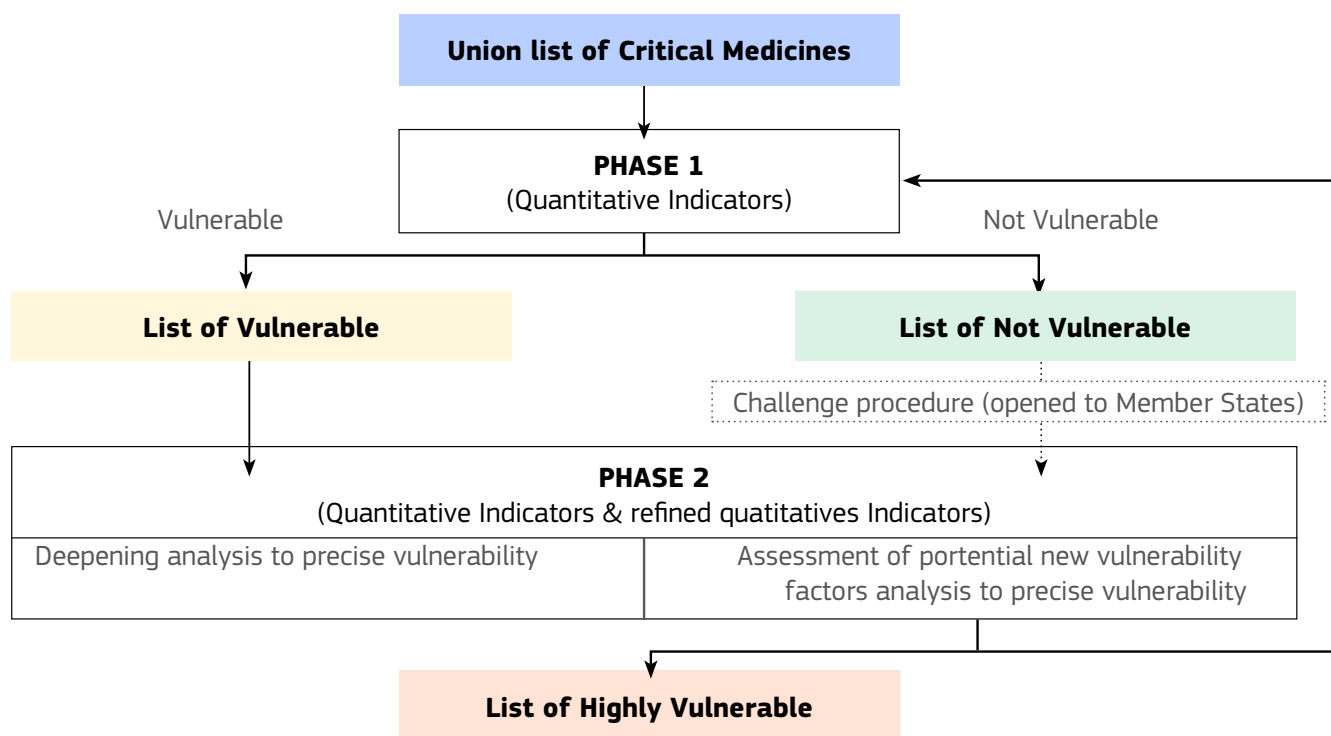 Union list of Critical Medicines
PHASE 1
(Quantitative Indicators)
Vulnerable
Not Vulnerable
List of Vulnerable
List of Not Vulnerable
Challenge procedure (opened to Member States)
PHASE 2
(Quantitative Indicators & refined quatitatives Indicators)
Deepening analysis to precise vulnerability
Assessment of portential new vulnerability
factors analysis to precise vulnerability
List of Highly Vulnerable